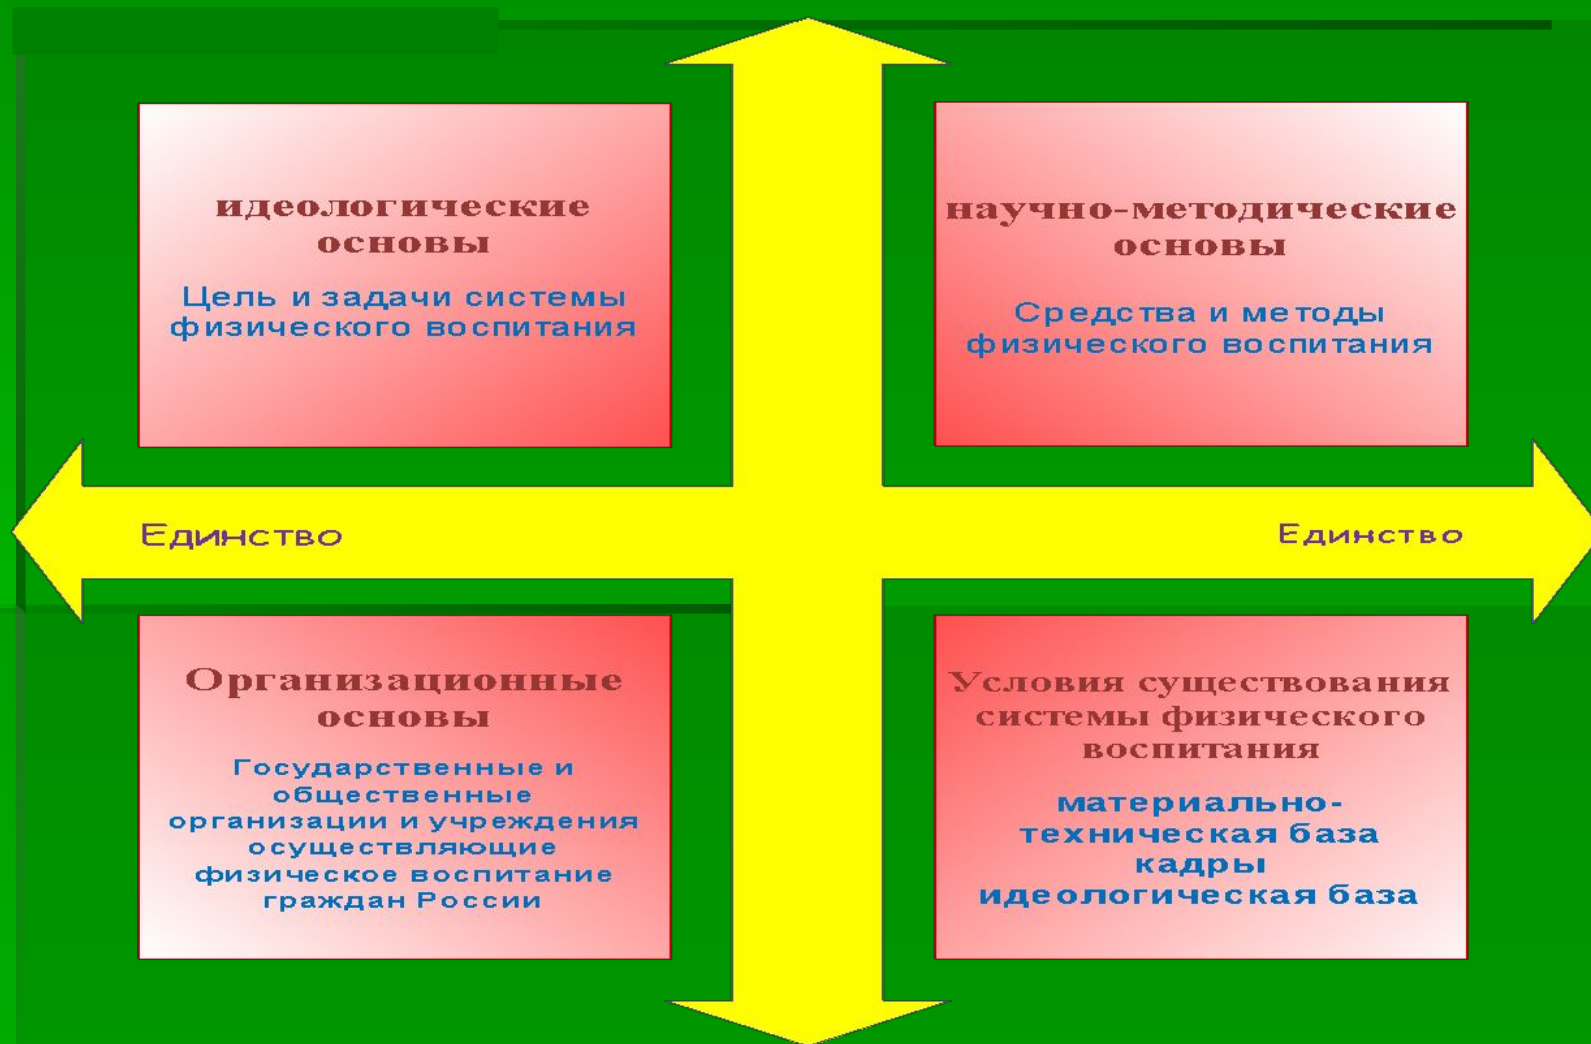 идеологические
основы
Цель и задачи системы
физического воспитания
научно-методические
основы
Средства и методы
физического воспитания
Единство
Единство
Организационные
основы
Государственные и
общественные
организации и учреждения
осуществляющие
физическое воспитание
граждан России
Условия существования
системы физического
воспитания
материально-
техническая база
кадры
идеологическая база